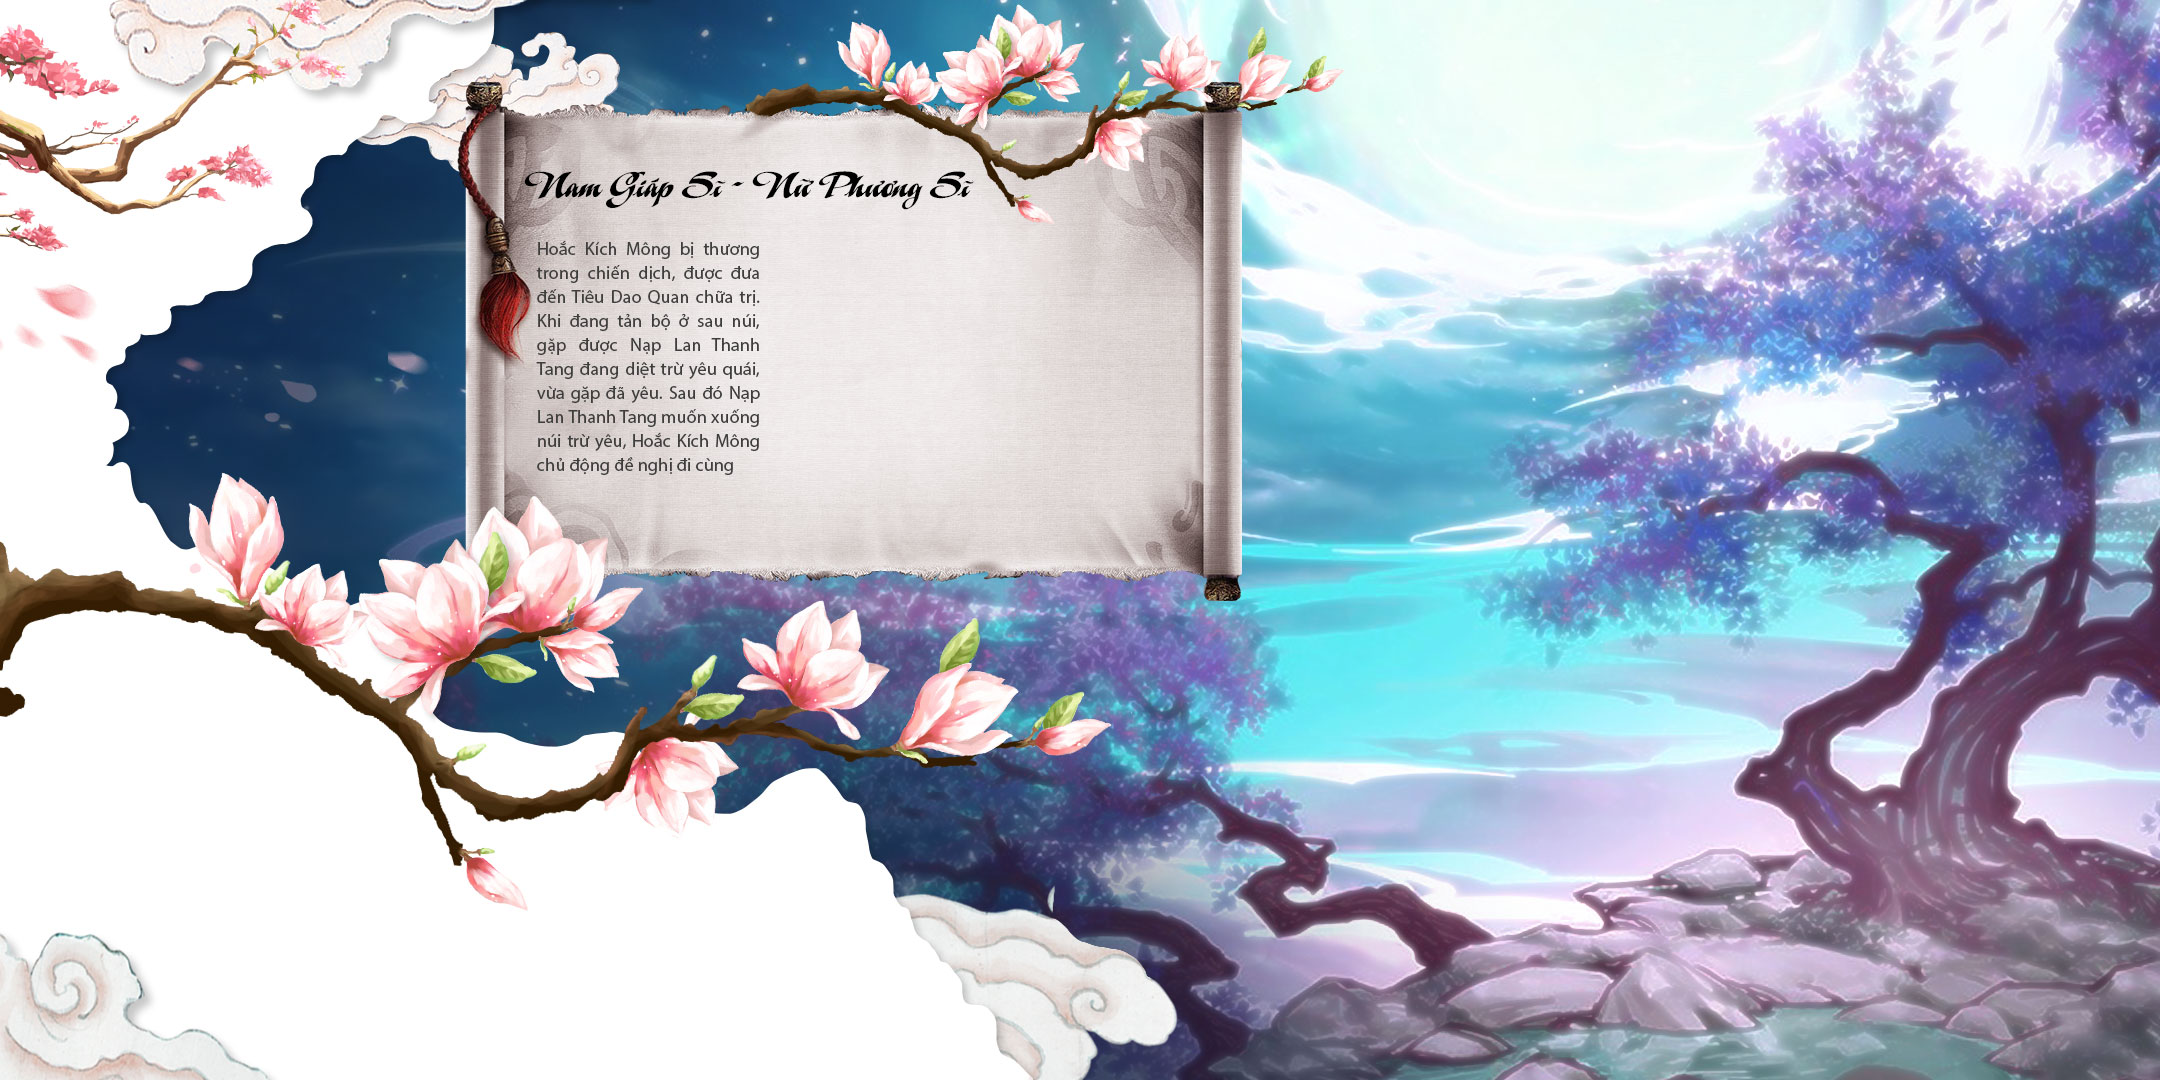 Nam Giáp Sĩ - Nữ Phương Sĩ
Hoắc Kích Mông bị thương
trong chiến dịch, được đưa
đến Tiêu Dao Quan chữa trị.
Khi đang tản bộ ở sau núi,
gặp được Nạp Lan Thanh
Tang đang diệt trừ yêu quái,
vừa gặp đã yêu. Sau đó Nạp
Lan Thanh Tang muốn xuống
núi trừ yêu, Hoắc Kích Mông
chủ động đề nghị đi cùng